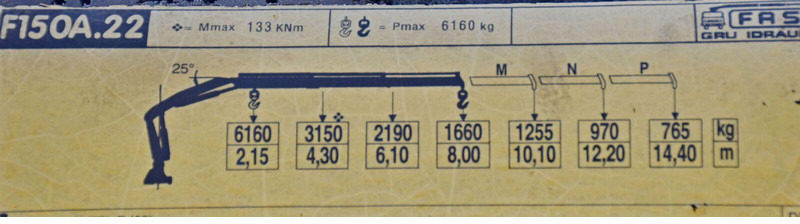 F150A.22
= Mmax 133 KNm
= Pmax 6160 kg
FAS
GRU IDRAUL
25°
M N P
6160 3150 2190 1660 1255 970 765 kg
2,15 4,30 6,10 8,00 10,10 12,20 14,40 m